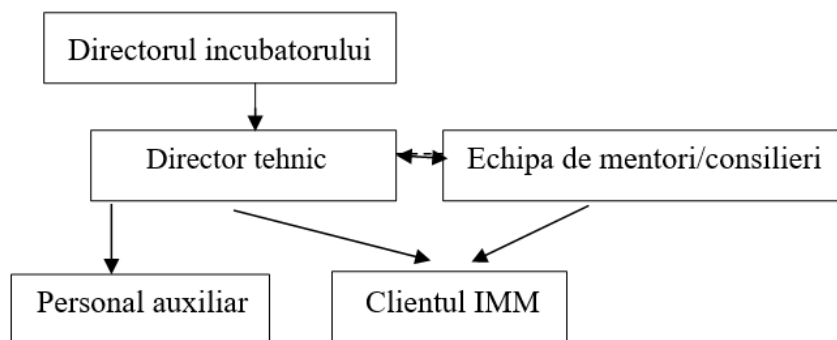 Directorul incubatorului
Director tehnic
Echipa de mentori/consilieri
Personal auxiliar
Clientul IMM